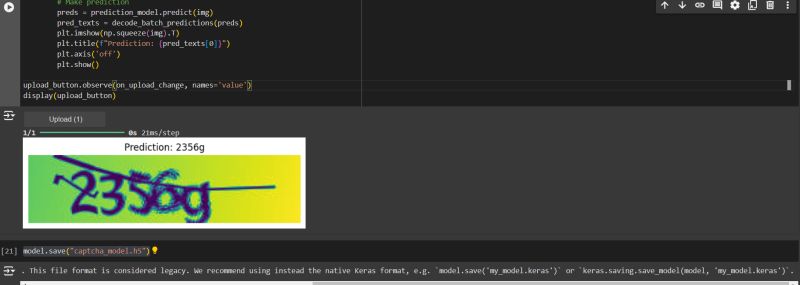 # Make prediction
preds = prediction_model.predict(img)
pred_texts = decode_batch_predictions(preds)
plt.imshow(np.squeeze(img).T)
plt.title(f"Prediction: {pred_texts[0]}")
plt.axis('off')
plt.show()
upload_button.observe(on_upload_change, names='value')
display(upload_button)
Upload (1)
1/1 0s 21ms/step
Prediction: 2356g
2356g
[21] model.save("captcha_model.h5")
. This file format is considered legacy. We recommend using instead the native Keras format, e.g. `model.save('my_model.keras')` or `keras.saving.save_model(model, 'my_model.keras')`.